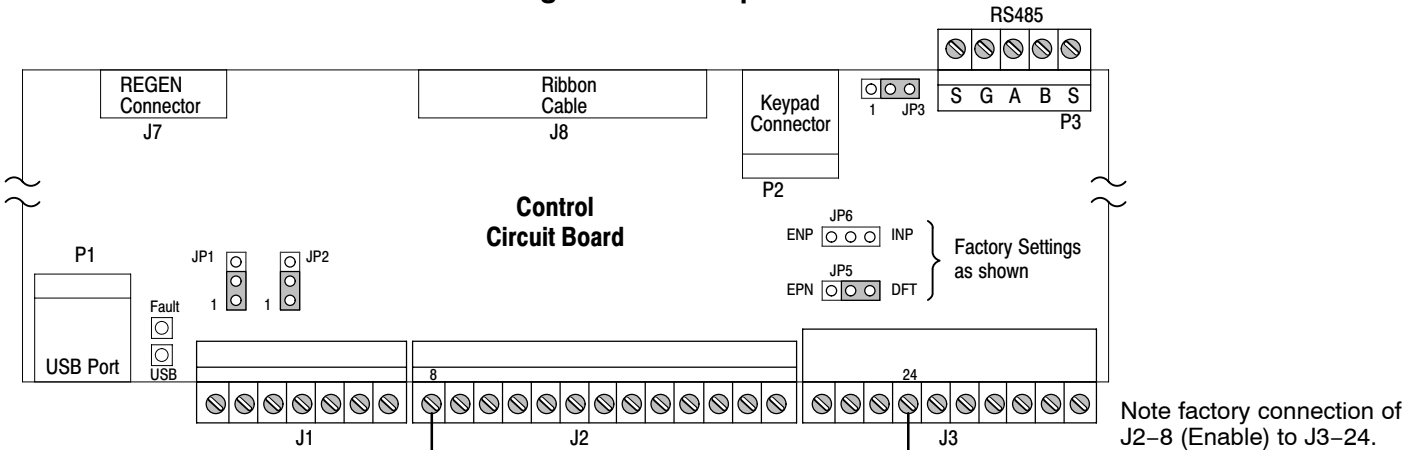 RS485
REGEN
Connector
J7
Ribbon
Cable
J8
Keypad
Connector
P2
1 JP3
S G A B S
P3
Control
Circuit Board
JP6
ENP INP
JP5
EPN DFT
Factory Settings
as shown
P1
USB Port
JP1
1
JP2
1
Fault
USB
8
24
J1
J2
J3
Note factory connection of
J2–8 (Enable) to J3–24.